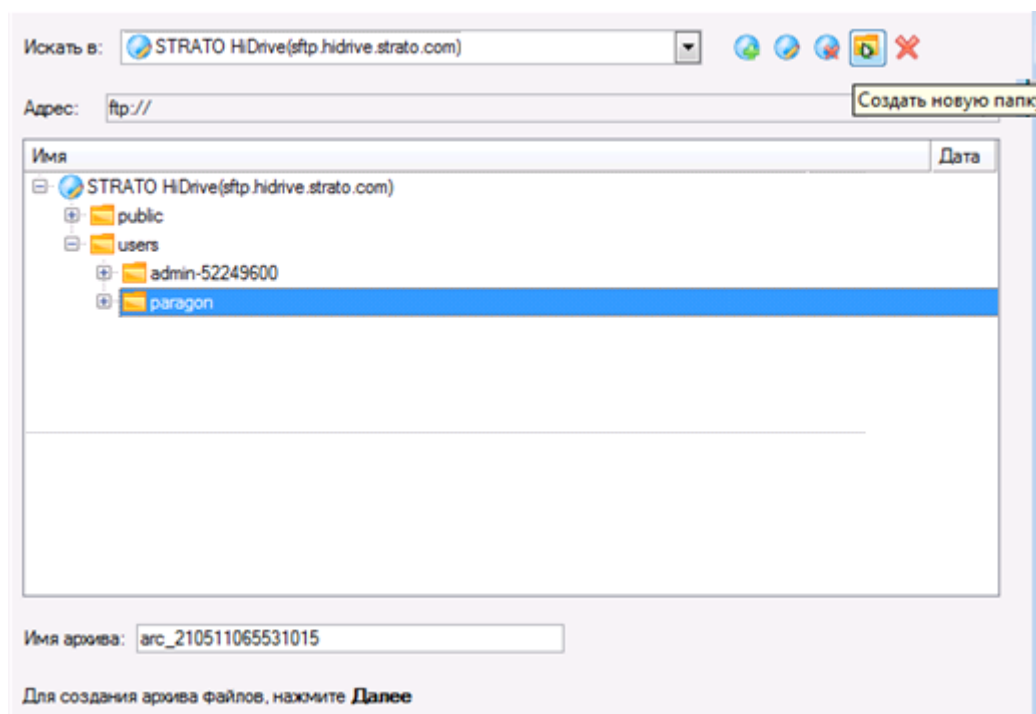 Искать в: STRATO HiDrive(sftp.hidrive.strato.com)
Адрес: ftp://
Создать новую папк
Имя Дата
STRATO HiDrive(sftp.hidrive.strato.com)
public
users
admin-52249600
paragon
Имя архива: arc_210511065531015
Для создания архива файлов, нажмите Далее